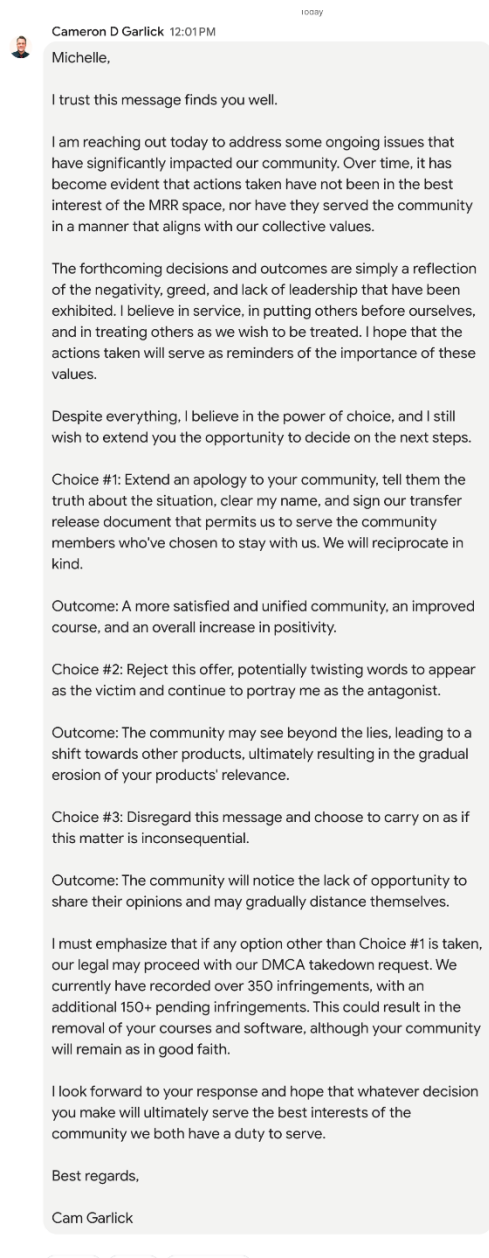 Today
Cameron D Garlick 12:01 PM
Michelle,
I trust this message finds you well.
I am reaching out today to address some ongoing issues that
have significantly impacted our community. Over time, it has
become evident that actions taken have not been in the best
interest of the MRR space, nor have they served the community
in a manner that aligns with our collective values.
The forthcoming decisions and outcomes are simply a reflection
of the negativity, greed, and lack of leadership that have been
exhibited. I believe in service, in putting others before ourselves,
and in treating others as we wish to be treated. I hope that the
actions taken will serve as reminders of the importance of these
values.
Despite everything, I believe in the power of choice, and I still
wish to extend you the opportunity to decide on the next steps.
Choice #1: Extend an apology to your community, tell them the
truth about the situation, clear my name, and sign our transfer
release document that permits us to serve the community
members who've chosen to stay with us. We will reciprocate in
kind.
Outcome: A more satisfied and unified community, an improved
course, and an overall increase in positivity.
Choice #2: Reject this offer, potentially twisting words to appear
as the victim and continue to portray me as the antagonist.
Outcome: The community may see beyond the lies, leading to a
shift towards other products, ultimately resulting in the gradual
erosion of your products' relevance.
Choice #3: Disregard this message and choose to carry on as if
this matter is inconsequential.
Outcome: The community will notice the lack of opportunity to
share their opinions and may gradually distance themselves.
I must emphasize that if any option other than Choice #1 is taken,
our legal may proceed with our DMCA takedown request. We
currently have recorded over 350 infringements, with an
additional 150+ pending infringements. This could result in the
removal of your courses and software, although your community
will remain as in good faith.
I look forward to your response and hope that whatever decision
you make will ultimately serve the best interests of the
community we both have a duty to serve.
Best regards,
Cam Garlick